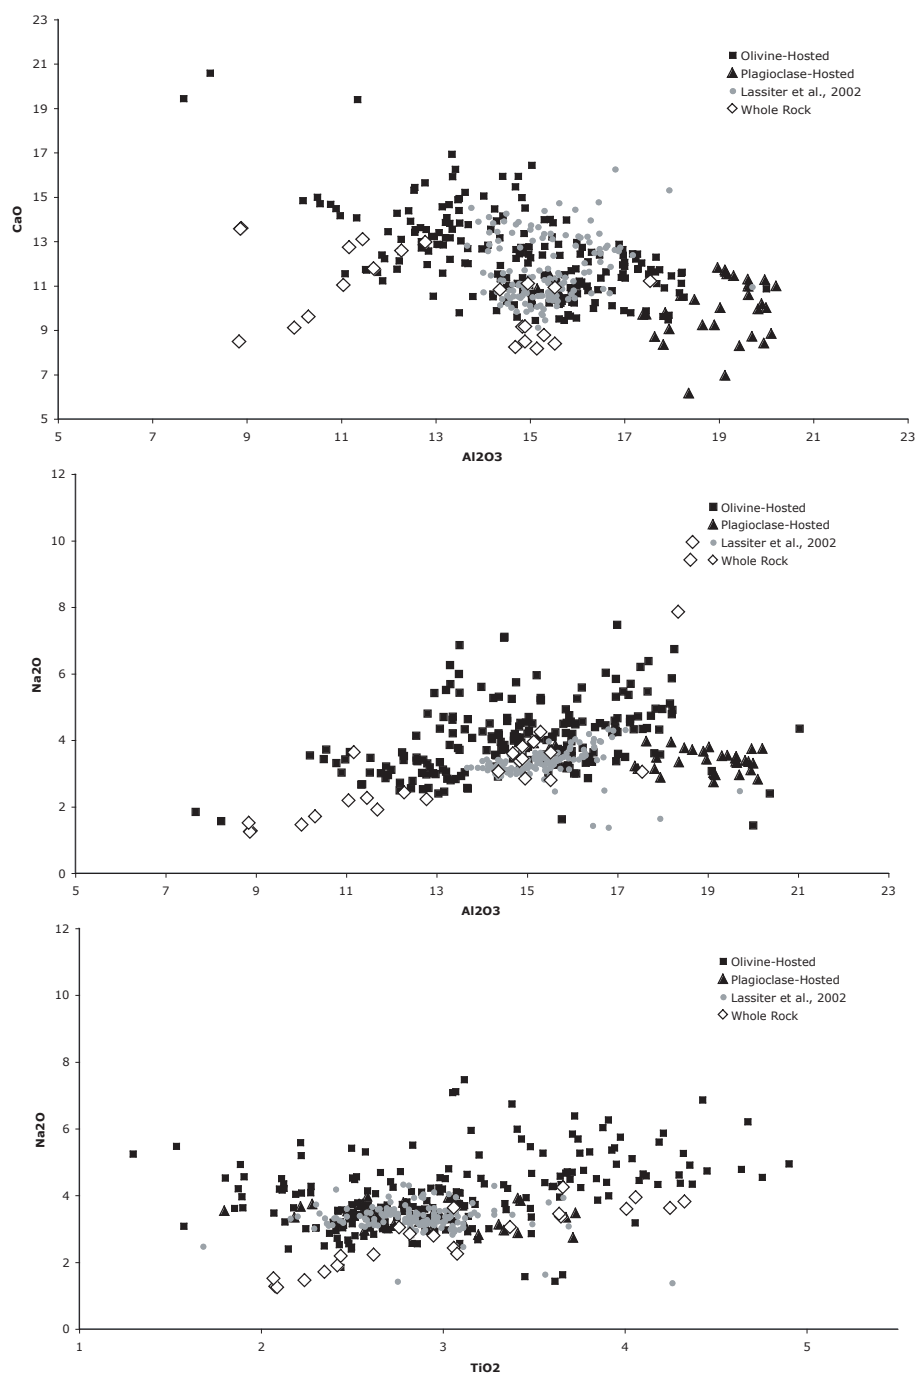 23
21
19
17
15
13
11
9
7
5
CaO
Olivine-Hosted
Plagioclase-Hosted
Lassiter et al., 2002
Whole Rock
5 7 9 11 13 15 17 19 21 23
Al2O3
12
10
8
6
4
2
0
Na2O
Olivine-Hosted
Plagioclase-Hosted
Lassiter et al., 2002
Whole Rock
5 7 9 11 13 15 17 19 21 23
Al2O3
12
10
8
6
4
2
0
Na2O
Olivine-Hosted
Plagioclase-Hosted
Lassiter et al., 2002
Whole Rock
1 2 3 4 5
TiO2